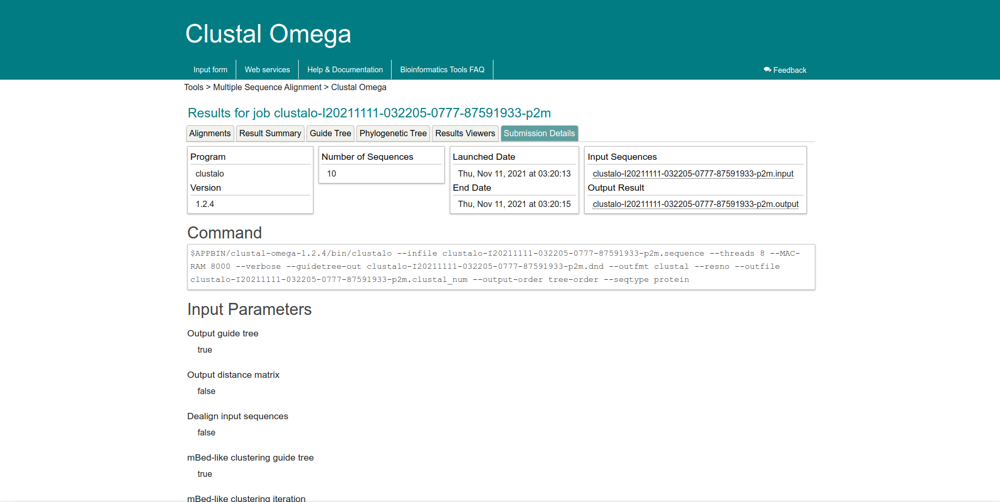 Clustal Omega
Input form
Web services
Help & Documentation
Bioinformatics Tools FAQ
Feedback
Tools > Multiple Sequence Alignment > Clustal Omega
Results for job clustalo-I20211111-032205-0777-87591933-p2m
Alignments
Result Summary
Guide Tree
Phylogenetic Tree
Results Viewers
Submission Details
Program
clustalo
Version
1.2.4
Number of Sequences
10
Launched Date
Thu, Nov 11, 2021 at 03:20:13
End Date
Thu, Nov 11, 2021 at 03:20:15
Input Sequences
clustalo-I20211111-032205-0777-87591933-p2m.input
Output Result
clustalo-I20211111-032205-0777-87591933-p2m.output
Command
$APPBIN/clustal-omega-1.2.4/bin/clustalo --infile clustalo-I20211111-032205-0777-87591933-p2m.sequence --threads 8 --MAC-
RAM 8000 --verbose --guidetree-out clustalo-I20211111-032205-0777-87591933-p2m.dnd --outfmt clustal --resno --outfile
clustalo-I20211111-032205-0777-87591933-p2m.clustal_num --output-order tree-order --seqtype protein
Input Parameters
Output guide tree
true
Output distance matrix
false
Dealign input sequences
false
mBed-like clustering guide tree
true
mBed-like clustering iteration